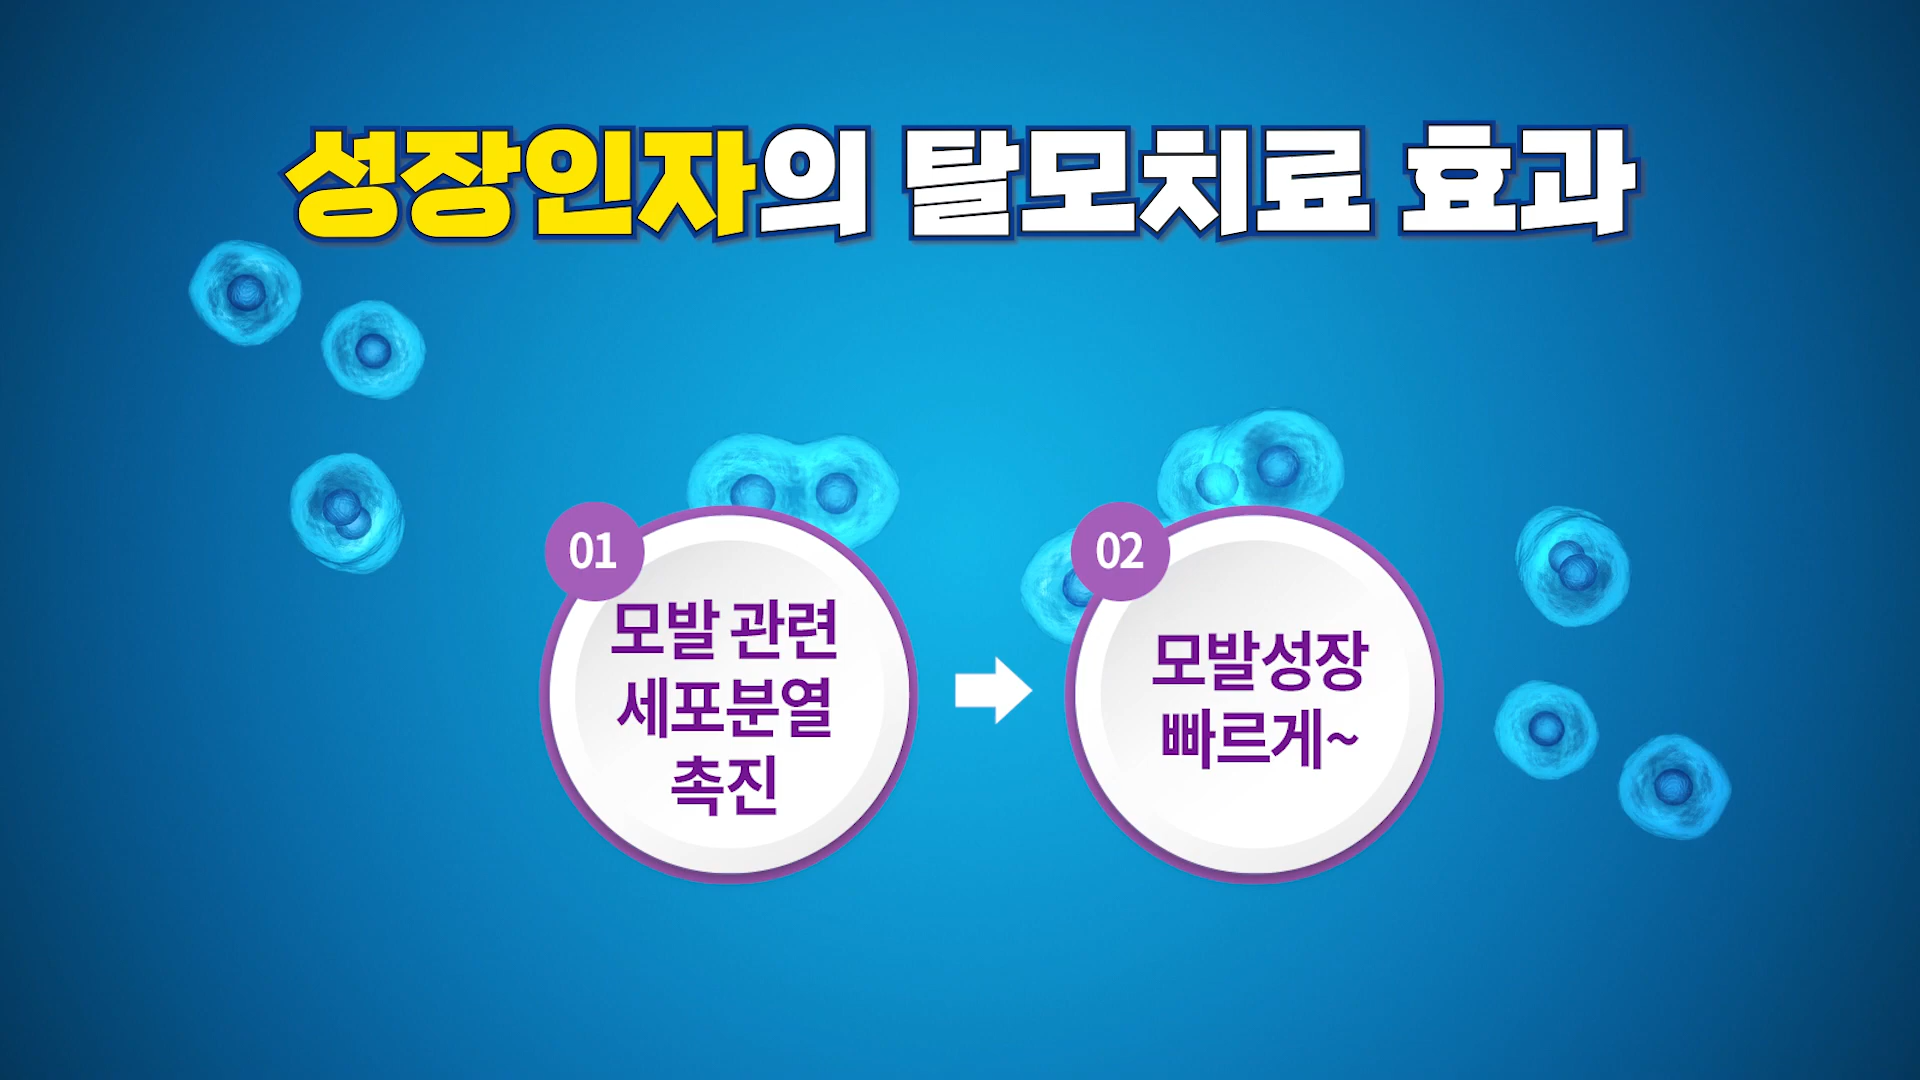 성장인자의 탈모치료 효과
01
모발 관련
세포분열
촉진
02
모발성장
빠르게~